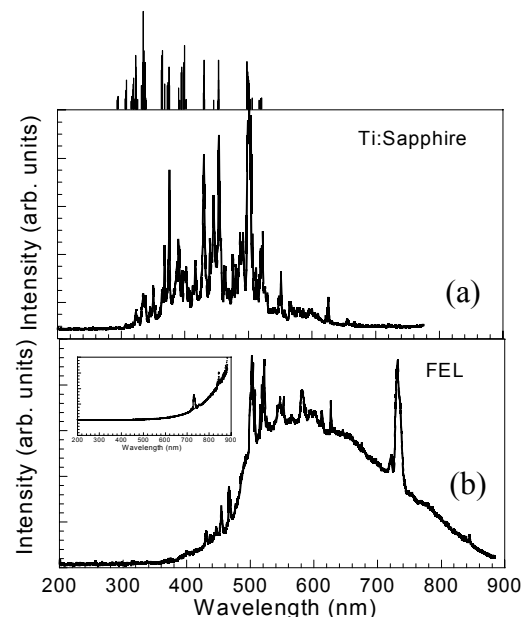 Ti:Sapphire
Intensity (arb. units)
(a)
FEL
Intensity (arb. units)
200 300 400 500 600 700 800 900
Wavelength (nm)
(b)
200 300 400 500 600 700 800 900
Wavelength (nm)